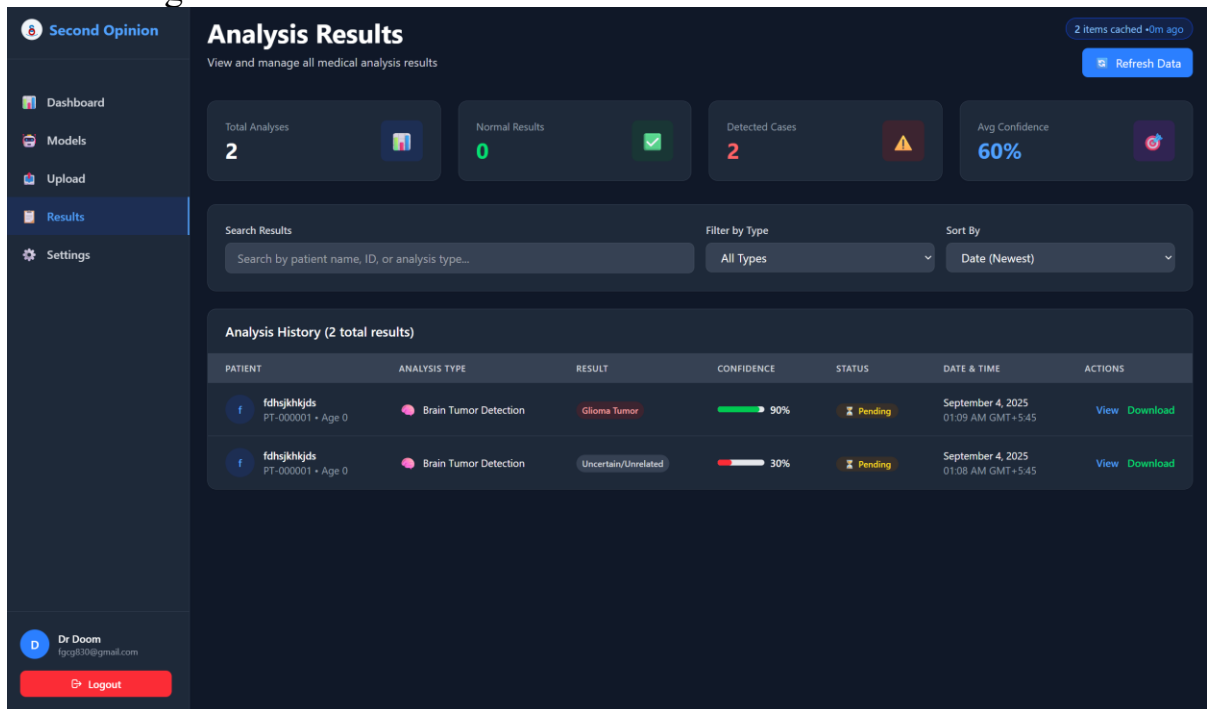 Second Opinion
Dashboard
Models
Upload
Results
Settings
Dr Doom
fgcg830@gmail.com
Logout
Analysis Results
View and manage all medical analysis results
2 items cached •0m ago
Refresh Data
Total Analyses
2
Normal Results
0
Detected Cases
2
Avg Confidence
60%
Search Results
Search by patient name, ID, or analysis type...
Filter by Type
All Types
Sort By
Date (Newest)
Analysis History (2 total results)
PATIENT ANALYSIS TYPE RESULT CONFIDENCE STATUS DATE & TIME ACTIONS
f fdhsjkhkjds Brain Tumor Detection Glioma Tumor 90% Pending September 4, 2025 View Download
PT-000001 • Age 0 01:09 AM GMT+5:45
f fdhsjkhkjds Brain Tumor Detection Uncertain/Unrelated 30% Pending September 4, 2025 View Download
PT-000001 • Age 0 01:08 AM GMT+5:45